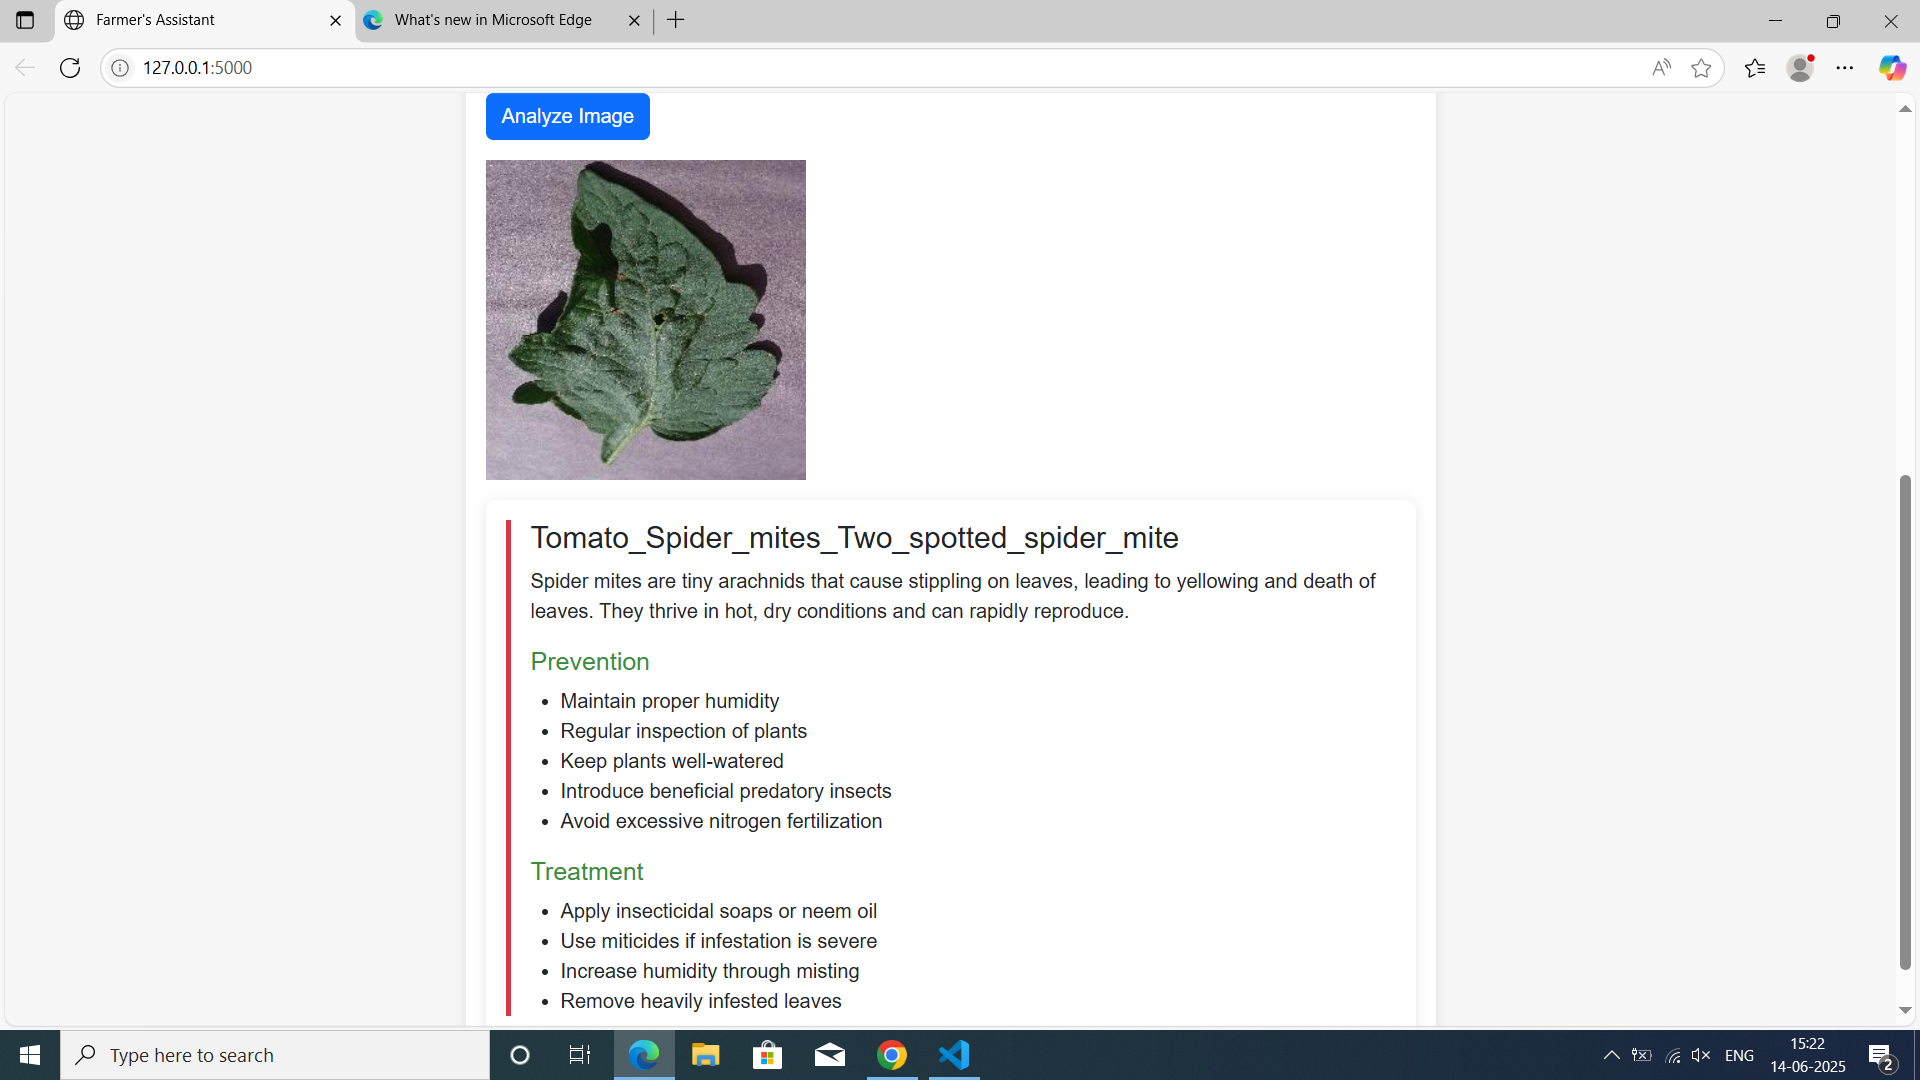 Farmer's Assistant
What's new in Microsoft Edge
127.0.0.1:5000
Analyze Image
Tomato_Spider_mites_Two_spotted_spider_mite
Spider mites are tiny arachnids that cause stippling on leaves, leading to yellowing and death of
leaves. They thrive in hot, dry conditions and can rapidly reproduce.
Prevention
• Maintain proper humidity
• Regular inspection of plants
• Keep plants well-watered
• Introduce beneficial predatory insects
• Avoid excessive nitrogen fertilization
Treatment
• Apply insecticidal soaps or neem oil
• Use miticides if infestation is severe
• Increase humidity through misting
• Remove heavily infested leaves
Type here to search
ENG
15:22
14-06-2025
2